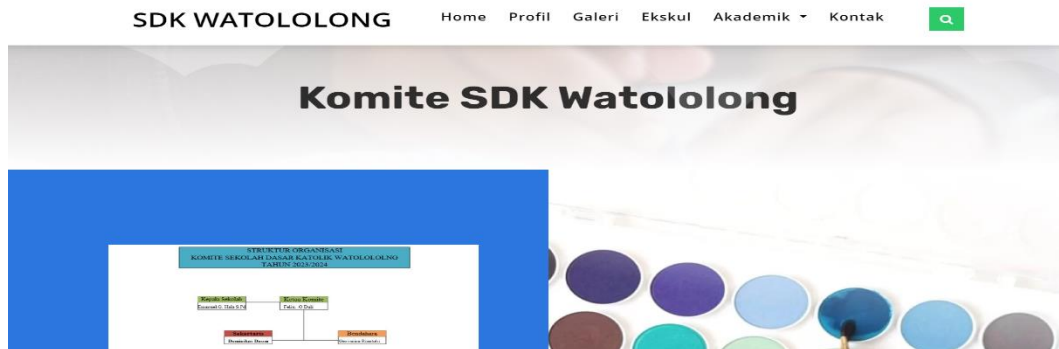 SDK WATOLOLONG Home Profil Galeri Ekskul Akademik Kontak
Komite SDK Watololong
STRUKTUR ORGANISASI
KOMITE SEKOLAH DASAR KATOLIK WATOLOLOLNG
TAHUN 2023/2024
Kepala Sekolah Ketua Komite
Sekretaris Bendahara